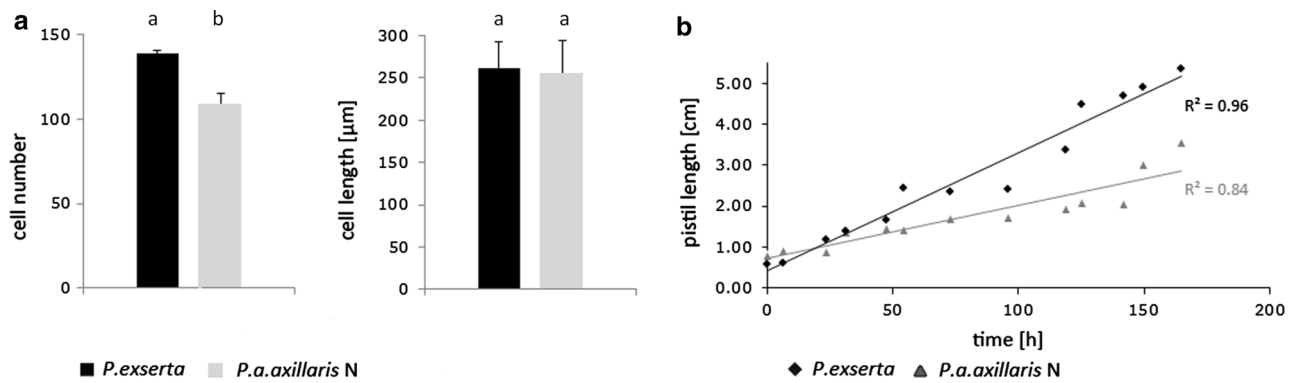 a
a b
150
100
50
0
cell number
a a
300
250
200
150
100
50
0
cell length [µm]
P.exserta P.a.axillaris N
b
5.00
4.00
3.00
2.00
1.00
0.00
pistil length [cm]
R² = 0.96
R² = 0.84
0 50 100 150 200
time [h]
P.exserta P.a.axillaris N